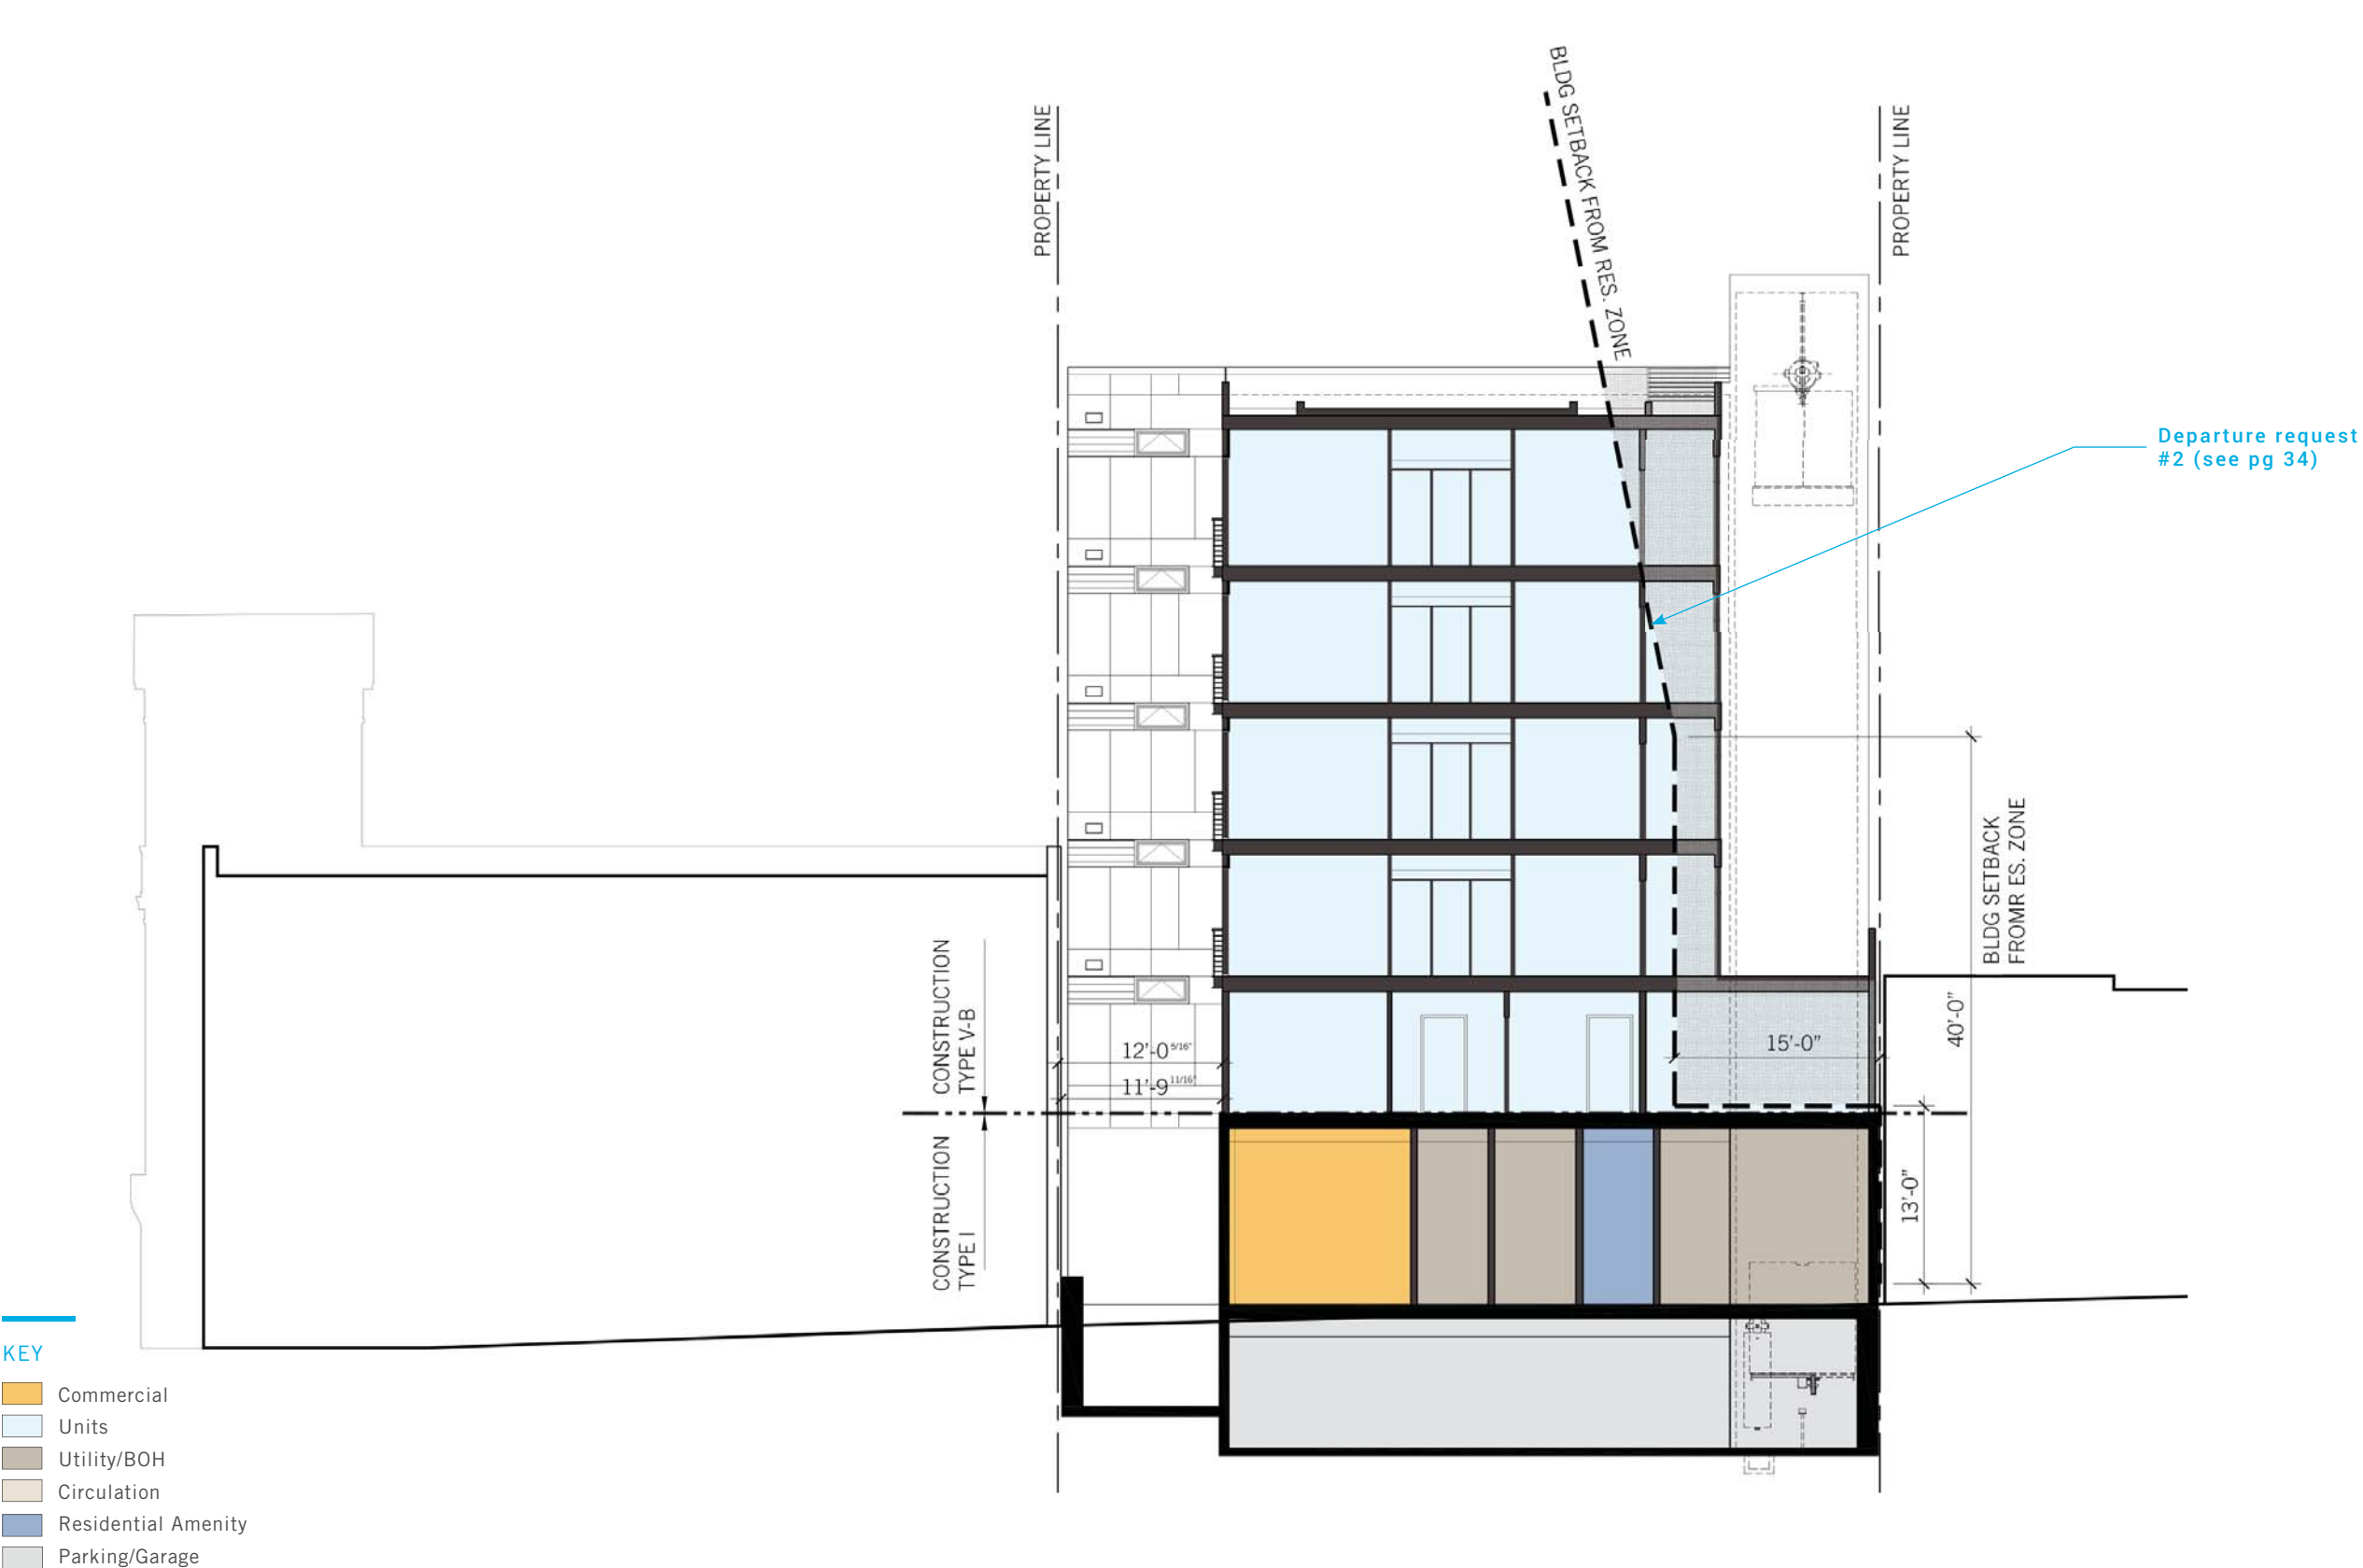 PROPERTY LINE
BLDG SETBACK FROM RES. ZONE
PROPERTY LINE
Departure request
#2 (see pg 34)
BLDG SETBACK
FROMR ES. ZONE
CONSTRUCTION
TYPE V-B
12'-0 5/16"
11'-9 11/16"
15'-0"
40'-0"
CONSTRUCTION
TYPE I
13'-0"
KEY
Commercial
Units
Utility/BOH
Circulation
Residential Amenity
Parking/Garage